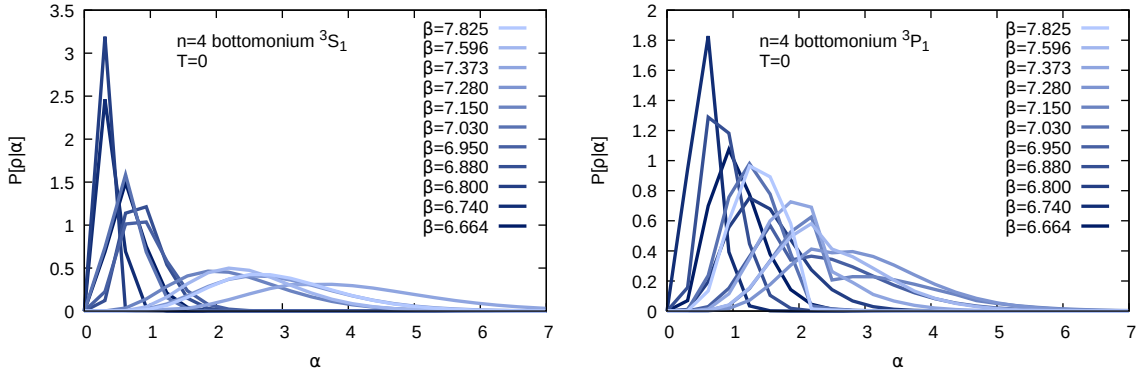 n=4 bottomonium ³S₁
T=0
β=7.825
β=7.596
β=7.373
β=7.280
β=7.150
β=7.030
β=6.950
β=6.880
β=6.800
β=6.740
β=6.664
P[ρ|α]
3.5
3
2.5
2
1.5
1
0.5
0
0 1 2 3 4 5 6 7
α
n=4 bottomonium ³P₁
T=0
β=7.825
β=7.596
β=7.373
β=7.280
β=7.150
β=7.030
β=6.950
β=6.880
β=6.800
β=6.740
β=6.664
P[ρ|α]
2
1.8
1.6
1.4
1.2
1
0.8
0.6
0.4
0.2
0
0 1 2 3 4 5 6 7
α